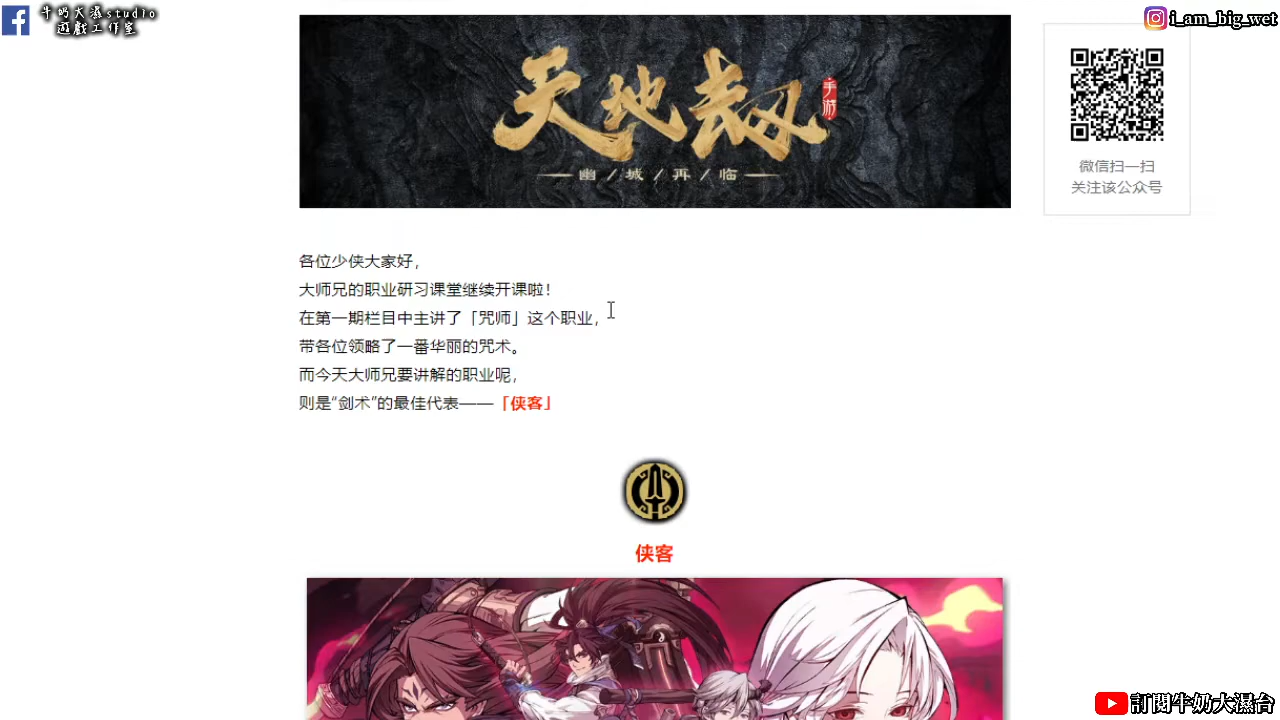 牛奶大濕studio
遊戲工作室
i_am_big_wet
天地劫
手游
幽/城/再/临
微信扫一扫
关注该公众号
各位少侠大家好，
大师兄的职业研习课堂继续开课啦！
在第一期栏目中主讲了「咒师」这个职业，
带各位领略了一番华丽的咒术。
而今天大师兄要讲解的职业呢，
则是“剑术”的最佳代表——「侠客」
侠客
訂閱牛奶大濕台